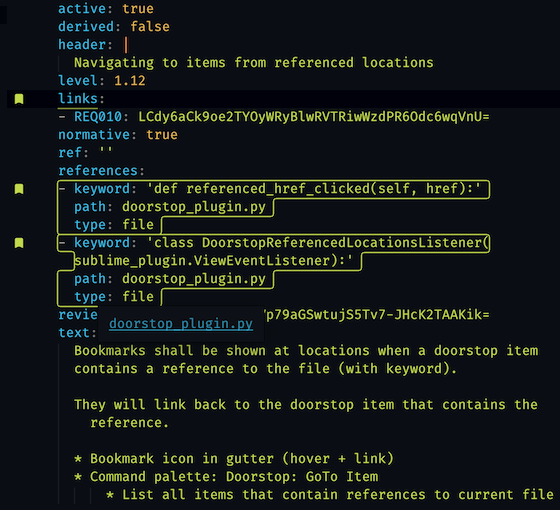 active: true
derived: false
header: |
Navigating to items from referenced locations
level: 1.12
links:
- REQ010: LCdy6aCk9oe2TYOyWRyBlwRVTRiwWzdPR6Odc6wqVnU=
normative: true
ref: ''
references:
- keyword: 'def referenced_href_clicked(self, href):'
path: doorstop_plugin.py
type: file
- keyword: 'class DoorstopReferencedLocationsListener(
sublime_plugin.ViewEventListener):'
path: doorstop_plugin.py
type: file
revie p79aGSwtujS5Tv7-JHcK2TAAKik=
doorstop_plugin.py
text:
Bookmarks shall be shown at locations when a doorstop item
contains a reference to the file (with keyword).
They will link back to the doorstop item that contains the
reference.
* Bookmark icon in gutter (hover + link)
* Command palette: Doorstop: GoTo Item
* List all items that contain references to current file